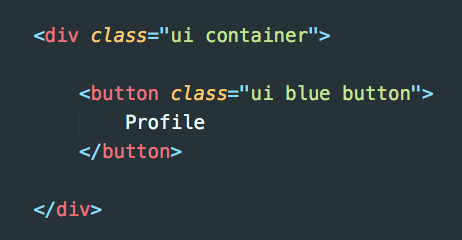 <div class="ui container">
<button class="ui blue button">
Profile
</button>
</div>